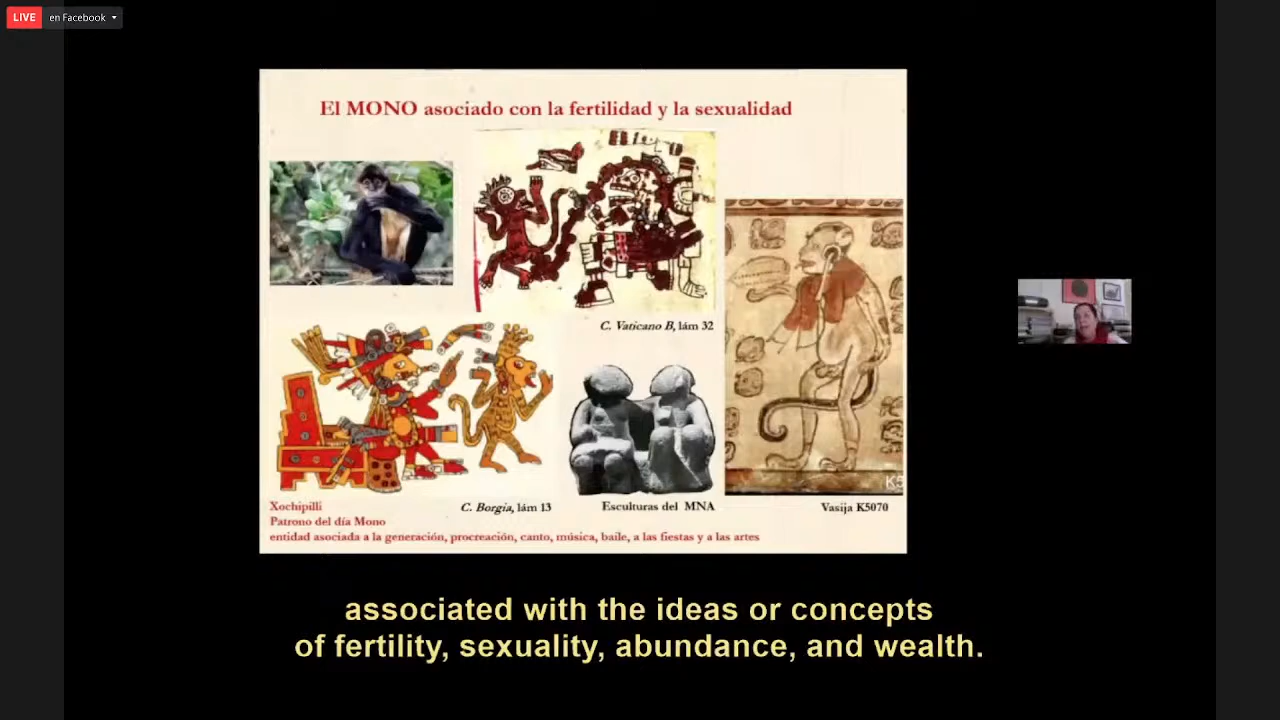 LIVE en Facebook
El MONO asociado con la fertilidad y la sexualidad
C. Vaticano B, lám 32
Xochipilli
C. Borgia, lám 13
Esculturas del MNA
Vasija K5070
Patrono del día Mono
entidad asociada a la generación, procreación, canto, música, baile, a las fiestas y a las artes
associated with the ideas or concepts
of fertility, sexuality, abundance, and wealth.